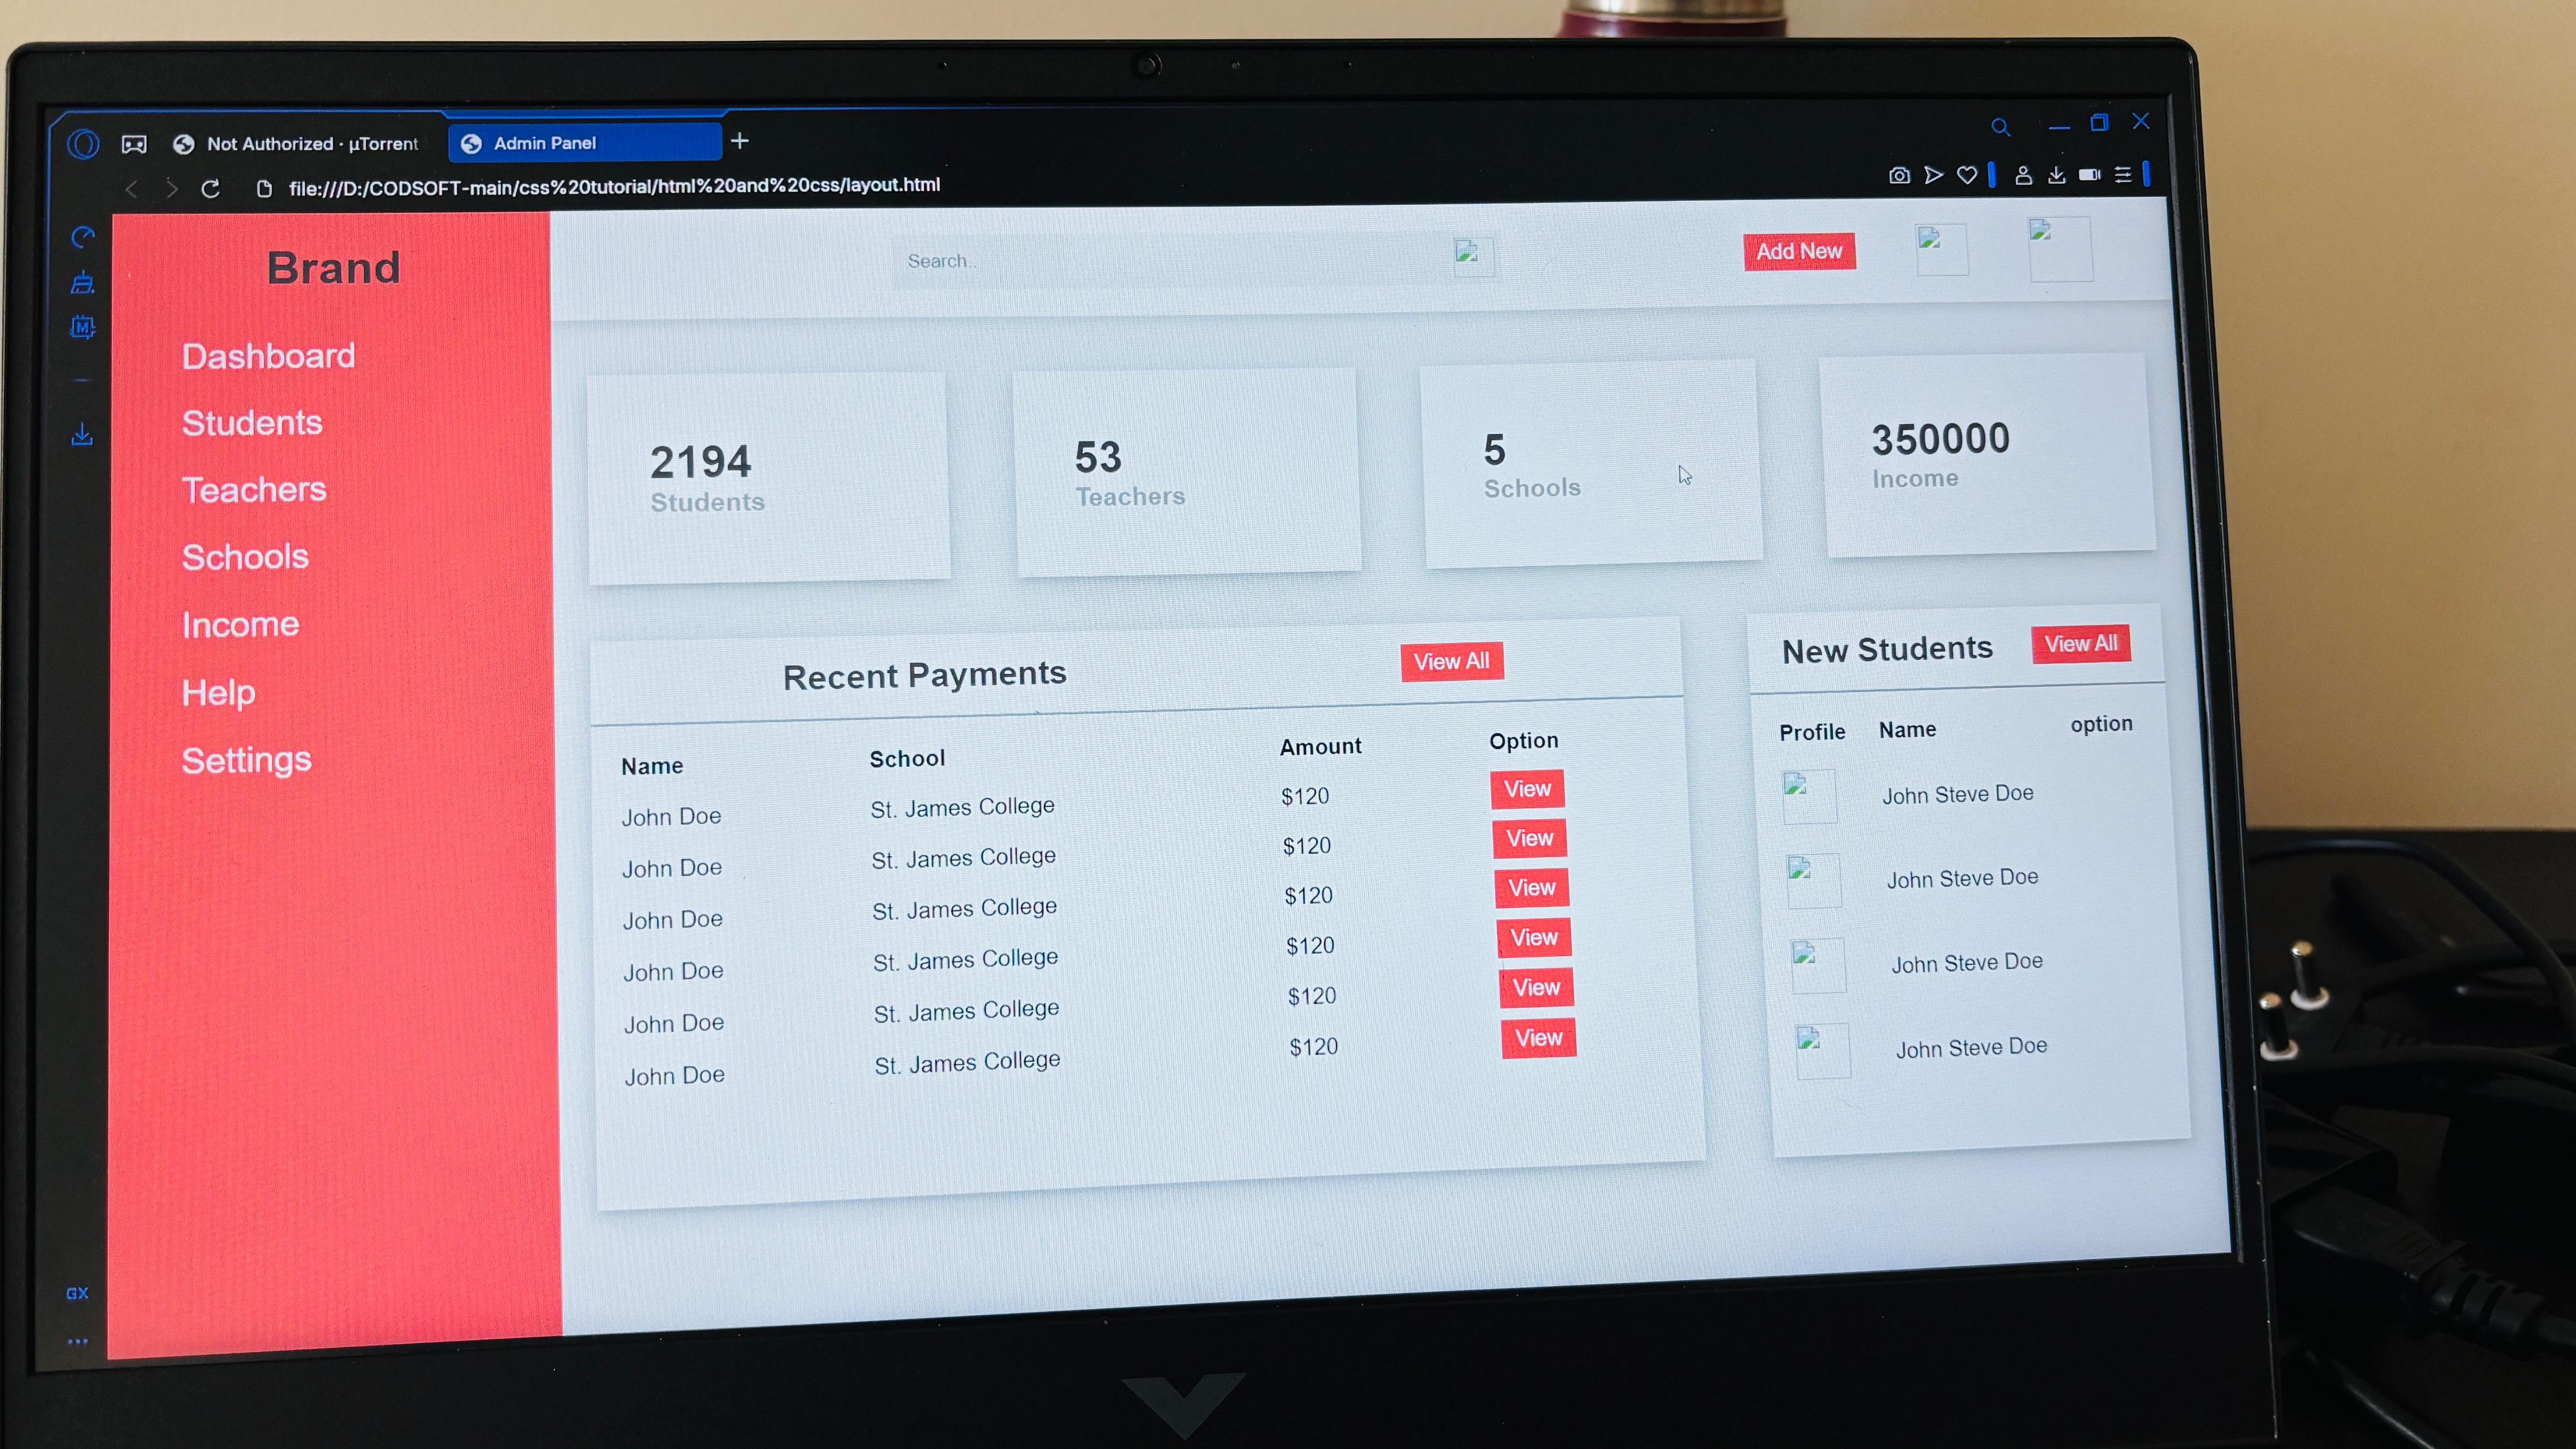 Not Authorized · µTorrent
Admin Panel
file:///D:/CODSOFT-main/css%20tutorial/html%20and%20css/layout.html
Brand
Search..
Add New
Dashboard
Students
Teachers
Schools
Income
Help
Settings
2194
Students
53
Teachers
5
Schools
350000
Income
Recent Payments View All
Name School Amount Option
John Doe St. James College $120 View
John Doe St. James College $120 View
John Doe St. James College $120 View
John Doe St. James College $120 View
John Doe St. James College $120 View
John Doe St. James College $120 View
New Students View All
Profile Name option
John Steve Doe
John Steve Doe
John Steve Doe
John Steve Doe
M
GX